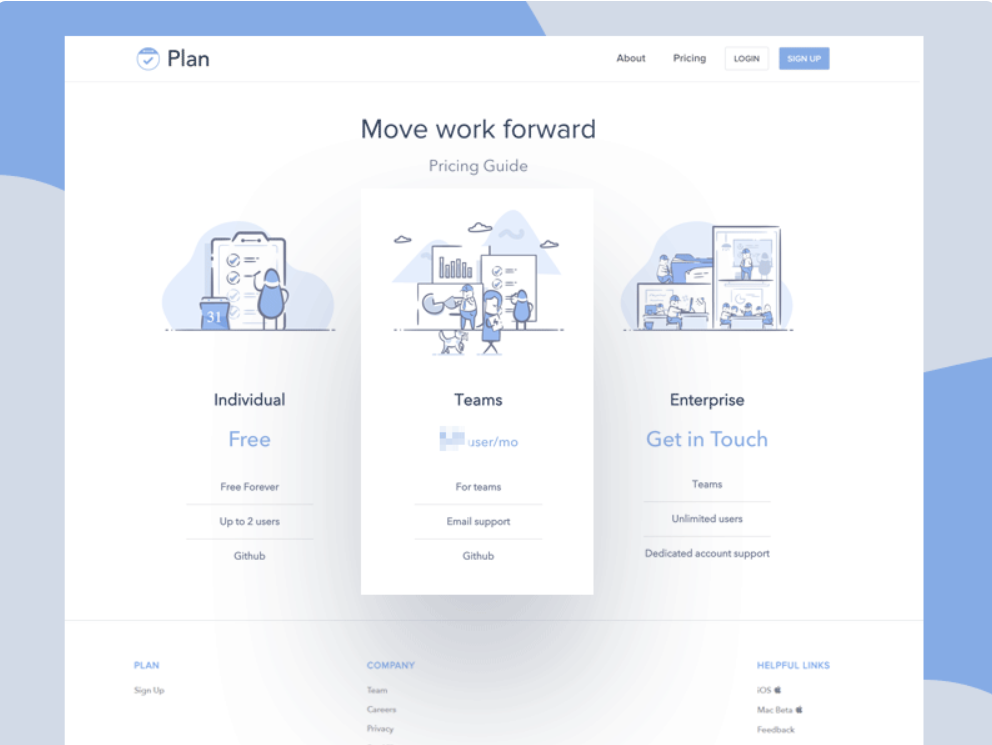 Plan
About
Pricing
LOGIN
SIGN UP
Move work forward
Pricing Guide
31
Individual
Teams
Enterprise
Free
user/mo
Get in Touch
Free Forever
For teams
Teams
Up to 2 users
Email support
Unlimited users
Github
Github
Dedicated account support
PLAN
COMPANY
HELPFUL LINKS
Sign Up
Team
iOS
Careers
Mac Beta
Privacy
Feedback